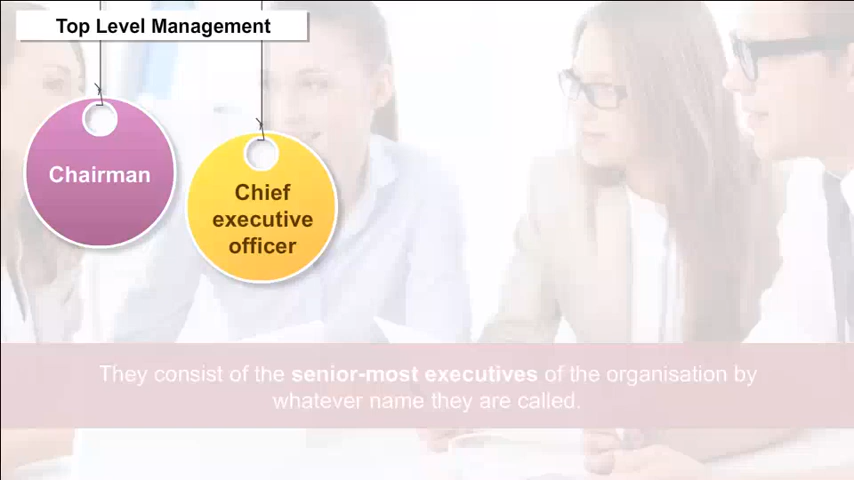 Top Level Management
Chairman
Chief
executive
officer
They consist of the senior-most executives of the organisation by
whatever name they are called.